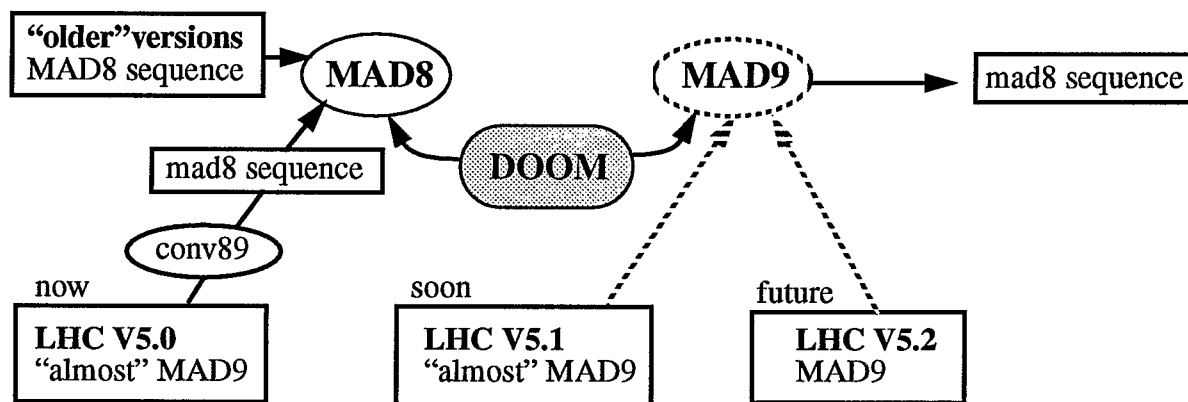 “older”versions
MAD8 sequence
MAD8
MAD9
mad8 sequence
DOOM
mad8 sequence
conv89
now
LHC V5.0
“almost” MAD9
soon
LHC V5.1
“almost” MAD9
future
LHC V5.2
MAD9